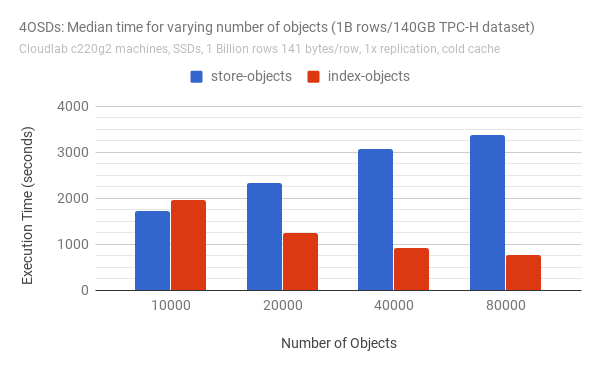 4OSDs: Median time for varying number of objects (1B rows/140GB TPC-H dataset)
Cloudlab c220g2 machines, SSDs, 1 Billion rows 141 bytes/row, 1x replication, cold cache
store-objects
index-objects
Execution Time (seconds)
4000
3000
2000
1000
0
10000
20000
40000
80000
Number of Objects